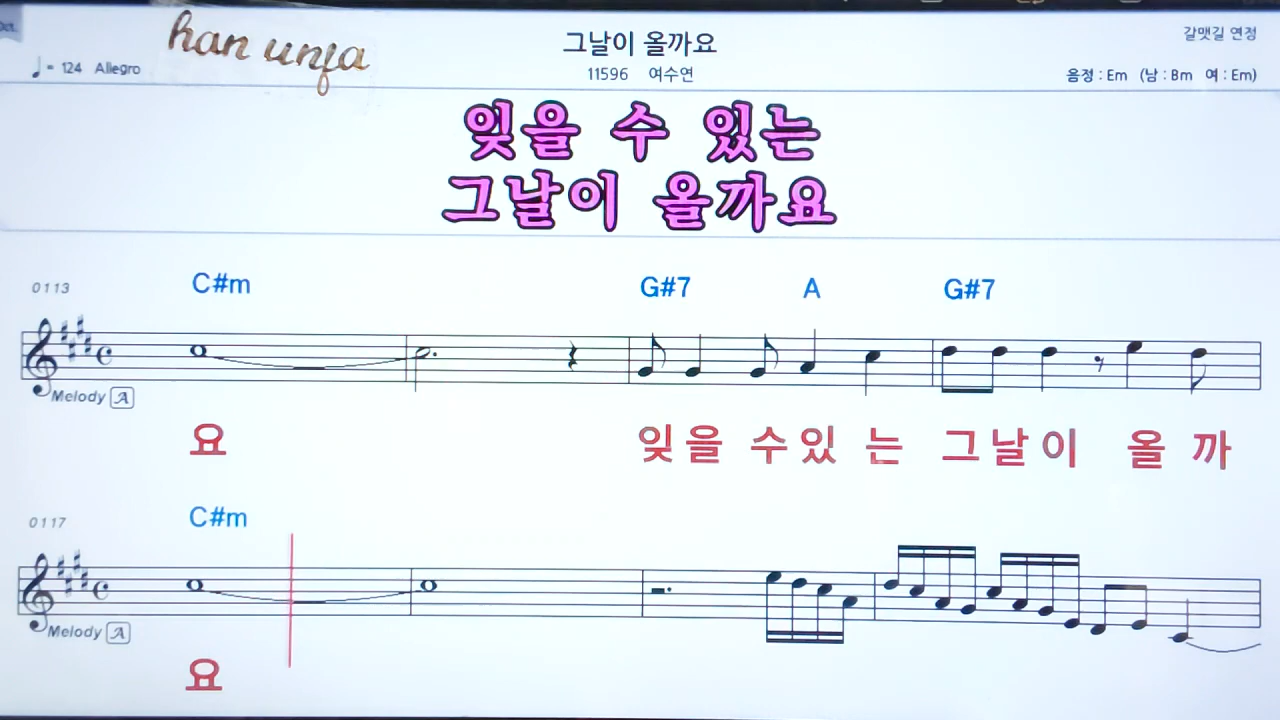 han unja
그날이 올까요
갈맷길 연정
♩= 124 Allegro
11596 여수연
음정 : Em (남 : Bm 여 : Em)
잊을 수 있는
그날이 올까요
0113 C#m G#7 A G#7
Melody A
요 잊을 수있 는 그날이 올 까
0117 C#m
Melody A
요